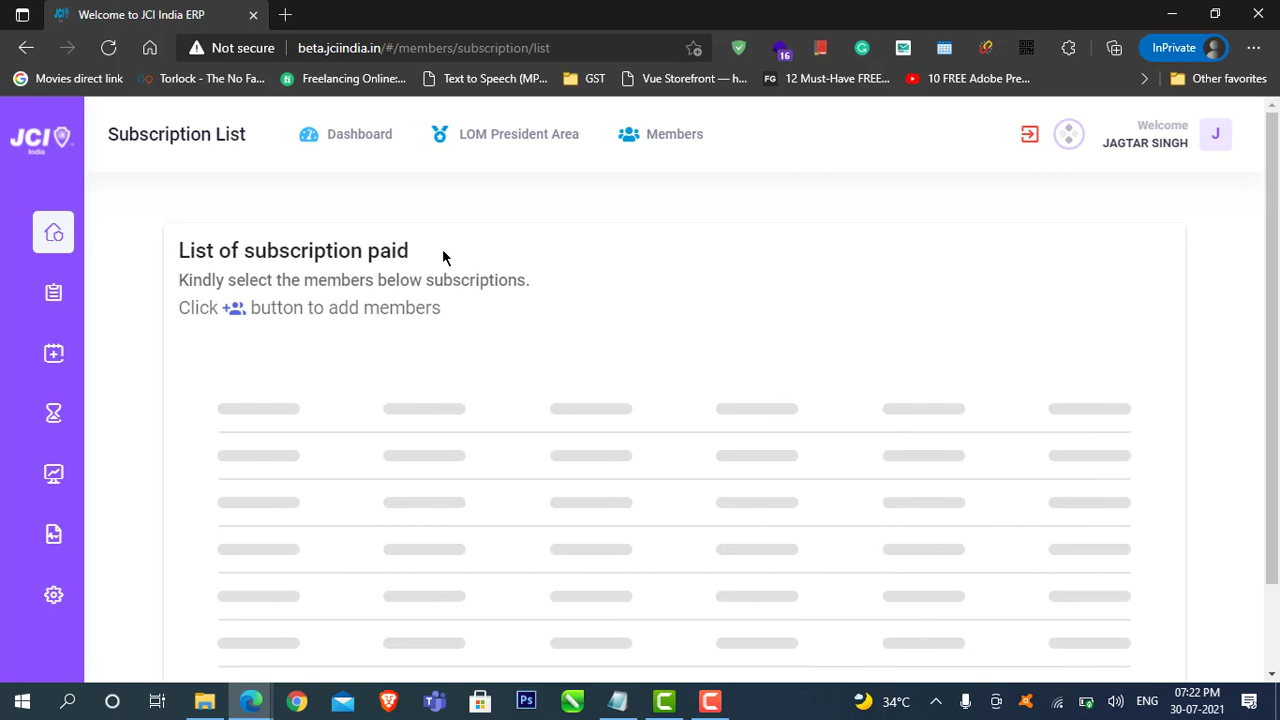 Welcome to JCI India ERP
Not secure
beta.jciindia.in/#/members/subscription/list
16
InPrivate
Movies direct link
Torlock - The No Fa...
Freelancing Online:...
Text to Speech (MP...
GST
Vue Storefront — h...
FG
12 Must-Have FREE...
10 FREE Adobe Pre...
Other favorites
JCI
India
Subscription List
Dashboard
LOM President Area
Members
Welcome
JAGTAR SINGH
J
List of subscription paid
Kindly select the members below subscriptions.
Click button to add members
Ps
34°C
ENG
07:22 PM
30-07-2021